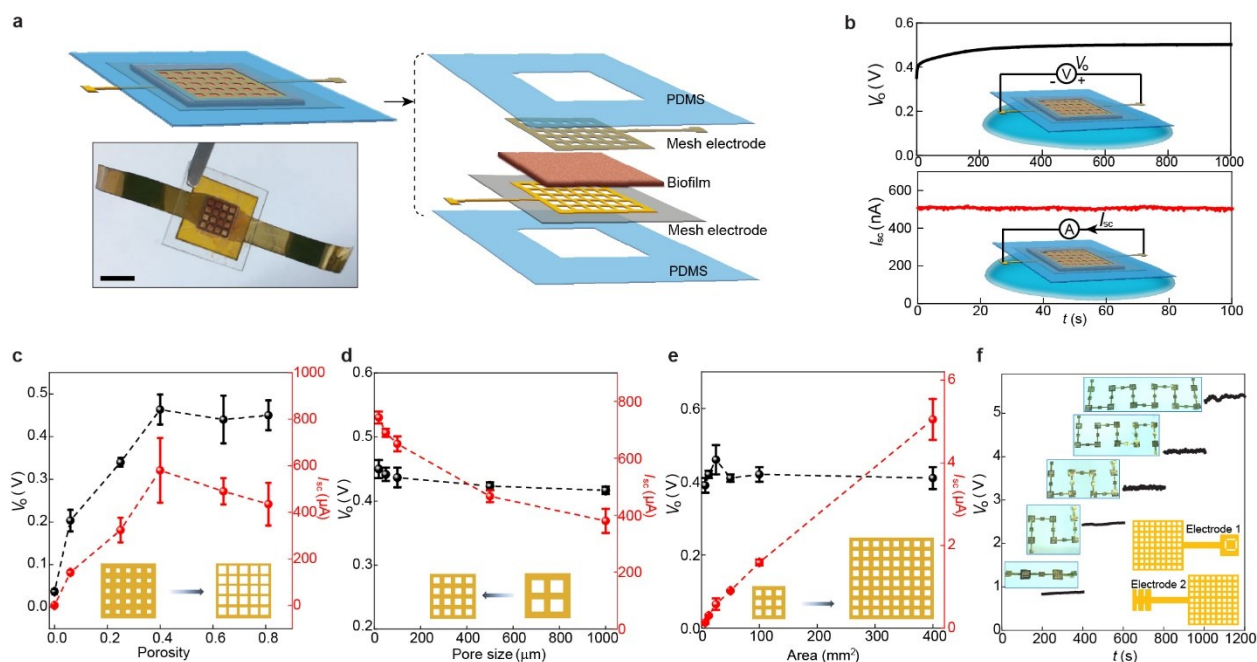 a
PDMS
Mesh electrode
Biofilm
Mesh electrode
PDMS
b
0.6
0.4
0.2
0.0
Vo (V)
Vo
V
- +
0 200 400 600 800 1000
600
400
200
0
Isc (nA)
A
Isc
0 20 40 60 80 100
t (s)
c
0.5
0.4
0.3
0.2
0.1
0.0
Vo (V)
1000
800
600
400
200
0
Isc (μA)
0.0 0.2 0.4 0.6 0.8
Porosity
d
0.6
0.5
0.4
0.3
0.2
Vo (V)
800
600
400
200
0
Isc (μA)
0 200 400 600 800 1000
Pore size (μm)
e
0.6
0.4
0.2
0.0
Vo (V)
6
4
2
0
Isc (μA)
0 100 200 300 400
Area (mm²)
f
5
4
3
2
1
0
Vo (V)
Electrode 1
Electrode 2
0 200 400 600 800 1000 1200
t (s)